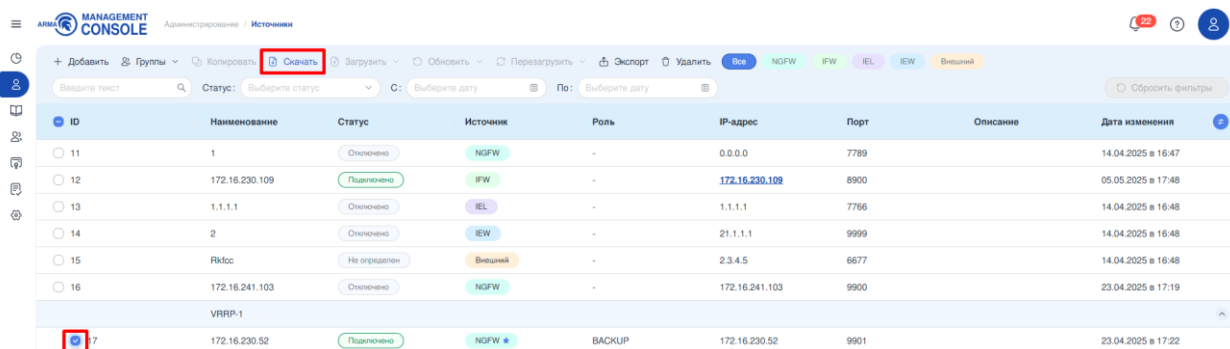 ARMA MANAGEMENT CONSOLE Администрирование / Источники 22
+ Добавить Группы Копировать Скачать Загрузить Обновить Перезагрузить Экспорт Удалить Все NGFW IFW IEL IEW Внешний
Введите текст Статус: Выберите статус С: Выберите дату По: Выберите дату Сбросить фильтры
ID Наименование Статус Источник Роль IP-адрес Порт Описание Дата изменения
11 1 Отключено NGFW - 0.0.0.0 7789 14.04.2025 в 16:47
12 172.16.230.109 Подключено IFW - 172.16.230.109 8900 05.05.2025 в 17:48
13 1.1.1.1 Отключено IEL - 1.1.1.1 7766 14.04.2025 в 16:48
14 2 Отключено IEW - 21.1.1.1 9999 14.04.2025 в 16:48
15 Rkfcc Не определен Внешний - 2.3.4.5 6677 14.04.2025 в 16:48
16 172.16.241.103 Отключено NGFW - 172.16.241.103 9900 23.04.2025 в 17:19
VRRP-1
17 172.16.230.52 Подключено NGFW ★ BACKUP 172.16.230.52 9901 23.04.2025 в 17:22